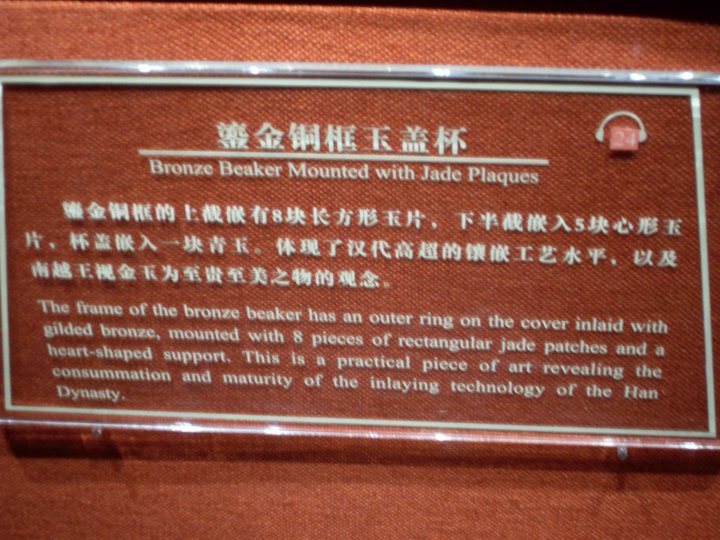 鎏金铜框玉盖杯
24
Bronze Beaker Mounted with Jade Plaques
鎏金铜框的上截嵌有8块长方形玉片，下半截嵌入5块心形玉
片，杯盖嵌入一块青玉。体现了汉代高超的镶嵌工艺水平，以及
南越王视金玉为至贵至美之物的观念。
The frame of the bronze beaker has an outer ring on the cover inlaid with
gilded bronze, mounted with 8 pieces of rectangular jade patches and a
heart-shaped support. This is a practical piece of art revealing the
consummation and maturity of the inlaying technology of the Han
Dynasty.